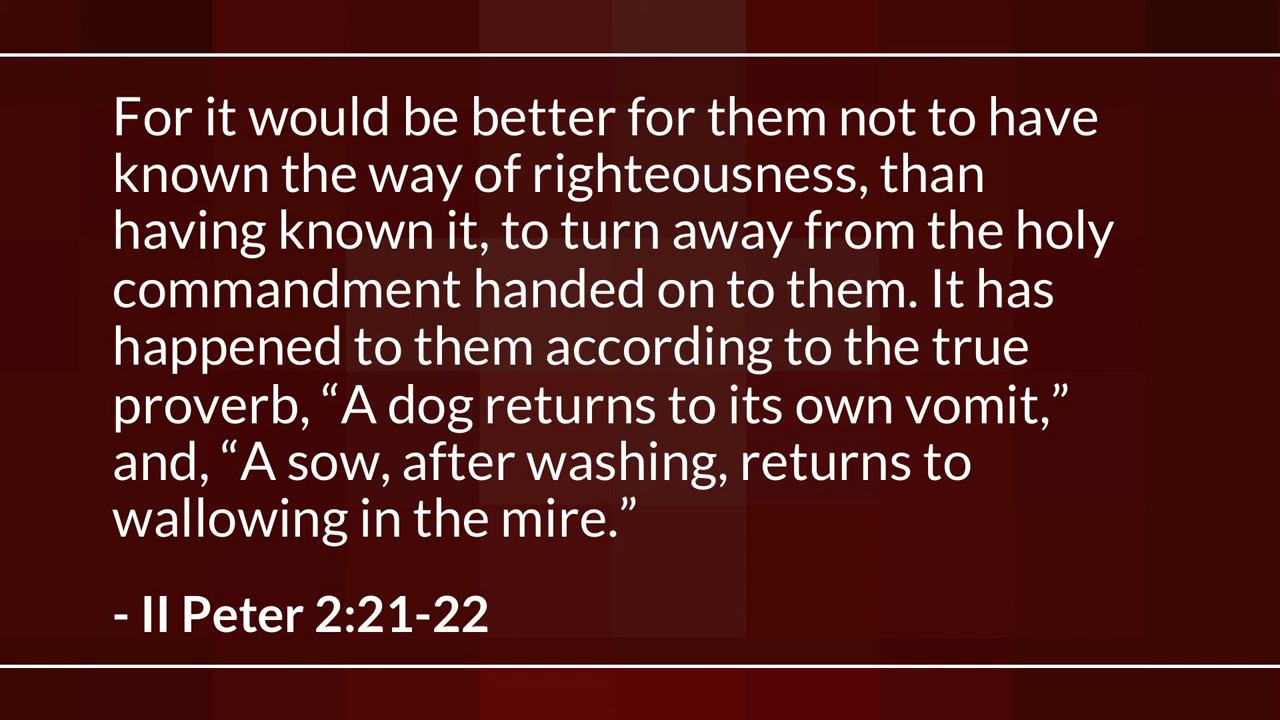 For it would be better for them not to have
known the way of righteousness, than
having known it, to turn away from the holy
commandment handed on to them. It has
happened to them according to the true
proverb, “A dog returns to its own vomit,”
and, “A sow, after washing, returns to
wallowing in the mire.”
- II Peter 2:21-22